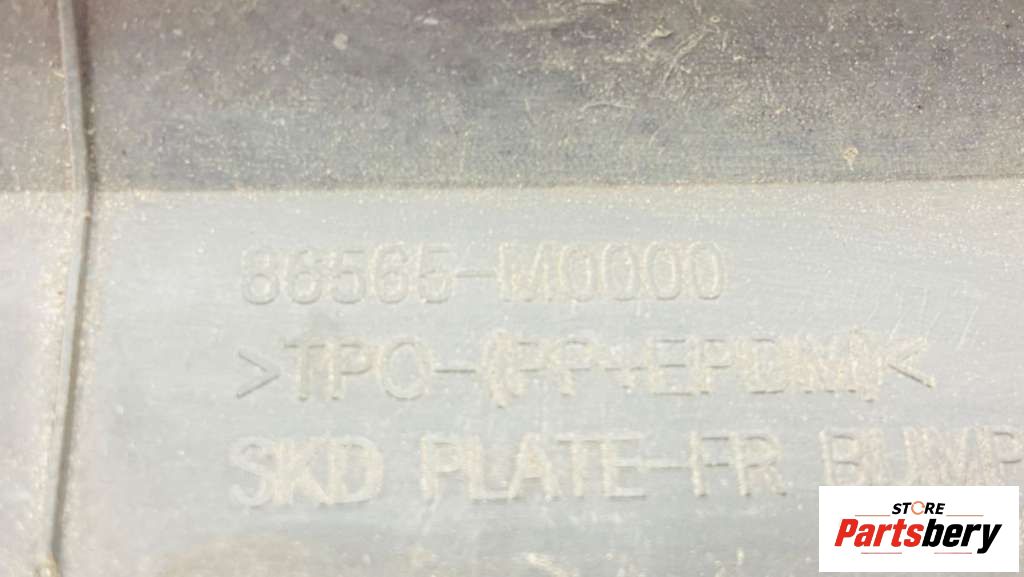 86565-M0000
>TPO-(PP+EPDM)<
SKD PLATE-FR BUMP
STORE
Partsbery